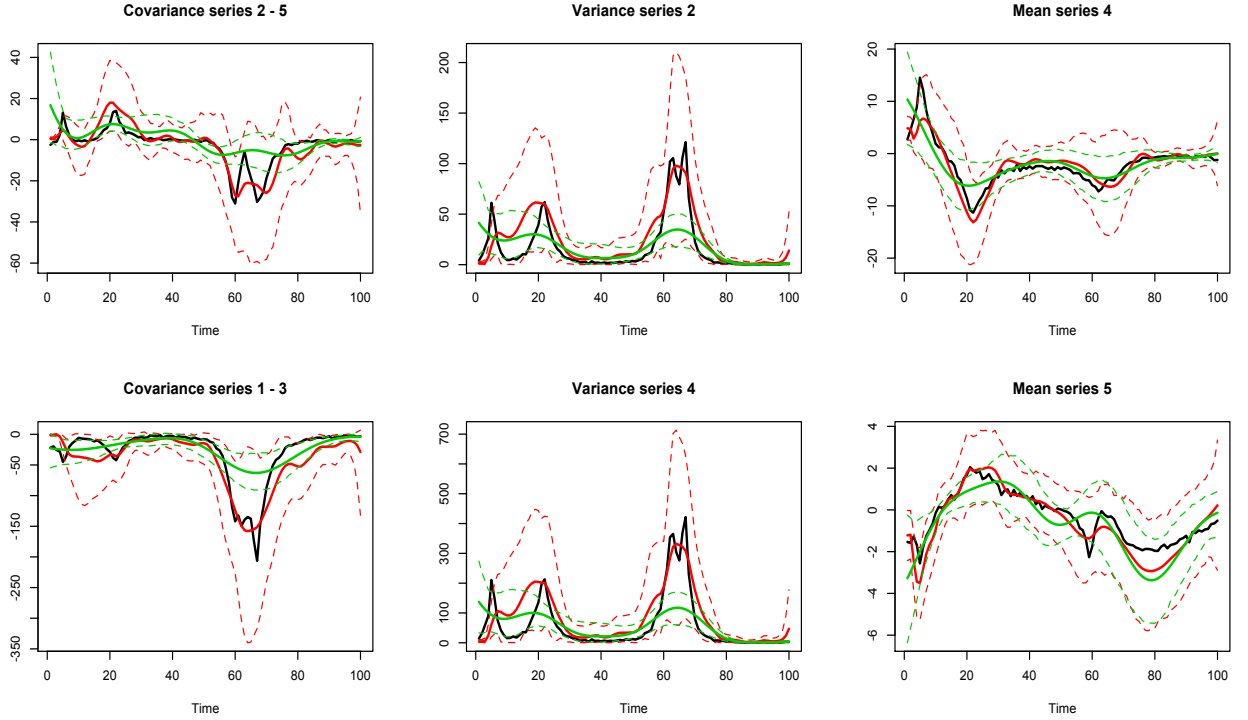 Covariance series 2 - 5
40
20
0
-20
-60
0 20 40 60 80 100
Time
Variance series 2
200
150
100
50
0
0 20 40 60 80 100
Time
Mean series 4
20
10
0
-10
-20
0 20 40 60 80 100
Time
Covariance series 1 - 3
0
-50
-150
-250
-350
0 20 40 60 80 100
Time
Variance series 4
700
500
300
100
0
0 20 40 60 80 100
Time
Mean series 5
4
2
0
-2
-4
-6
0 20 40 60 80 100
Time